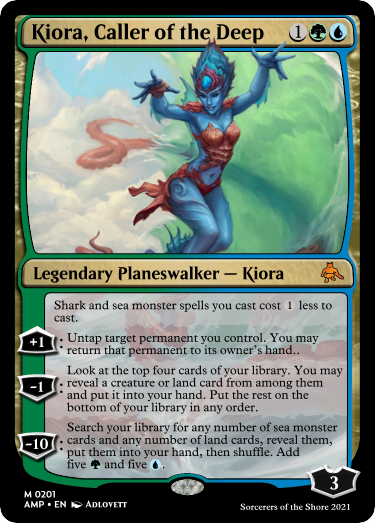 Kiora, Caller of the Deep 1
Legendary Planeswalker — Kiora
Shark and sea monster spells you cast cost 1 less to
cast.
+1: Untap target permanent you control. You may
return that permanent to its owner's hand..
Look at the top four cards of your library. You may
-1: reveal a creature or land card from among them
and put it into your hand. Put the rest on the
bottom of your library in any order.
Search your library for any number of sea monster
-10: cards and any number of land cards, reveal them,
put them into your hand, then shuffle. Add
five and five .
3
M 0201
AMP • EN Adlovett
Sorcerers of the Shore 2021